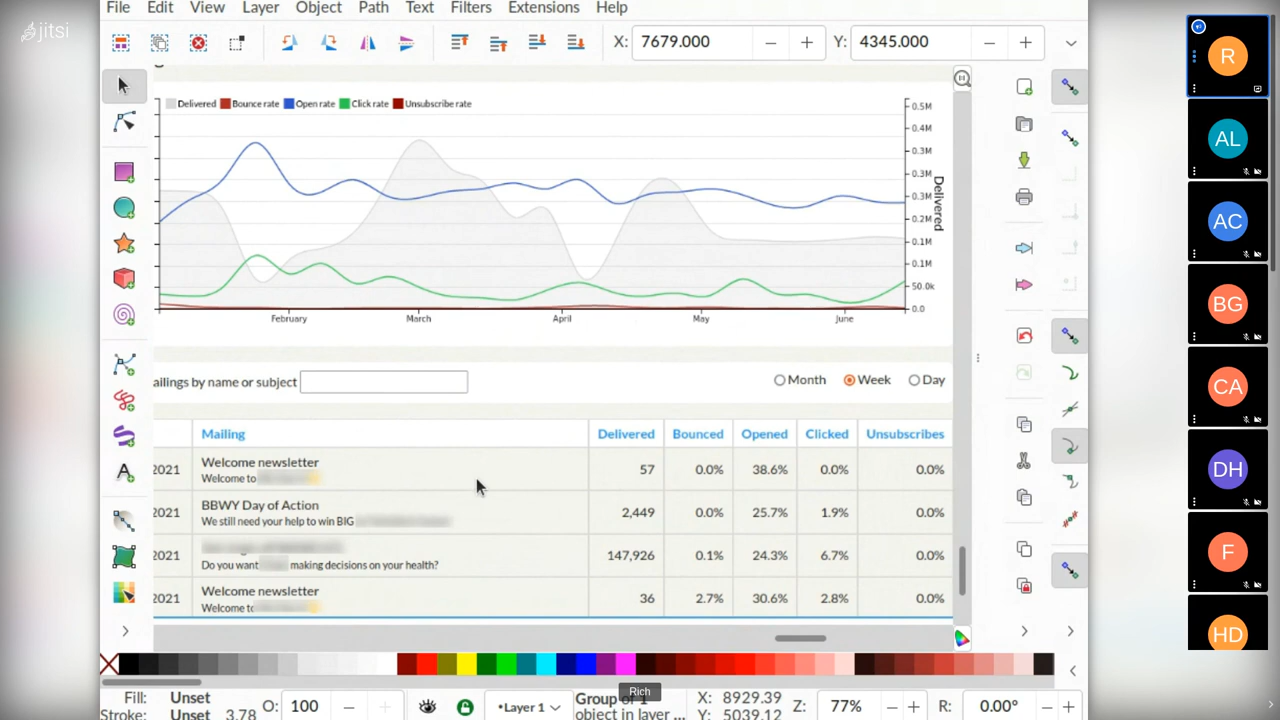 jitsi
File Edit View Layer Object Path Text Filters Extensions Help
X: 7679.000 Y: 4345.000
Delivered Bounce rate Open rate Click rate Unsubscribe rate
0.5M
0.4M
0.3M
0.3M
0.3M
0.2M
0.1M
0.1M
50.0k
0.0
Delivered
February March April May June
ailings by name or subject
Month Week Day
Mailing Delivered Bounced Opened Clicked Unsubscribes
2021 Welcome newsletter 57 0.0% 38.6% 0.0% 0.0%
Welcome to
2021 BBWY Day of Action 2,449 0.0% 25.7% 1.9% 0.0%
We still need your help to win BIG
2021 147,926 0.1% 24.3% 6.7% 0.0%
Do you want making decisions on your health?
2021 Welcome newsletter 36 2.7% 30.6% 2.8% 0.0%
Welcome to
Fill: Unset O: 100 •Layer 1 Group of 1 X: 8929.39 Z: 77% R: 0.00°
Stroke: Unset 3.78 object in layer ... Y: 5039.12
Rich
R
AL
AC
BG
CA
DH
F
HD